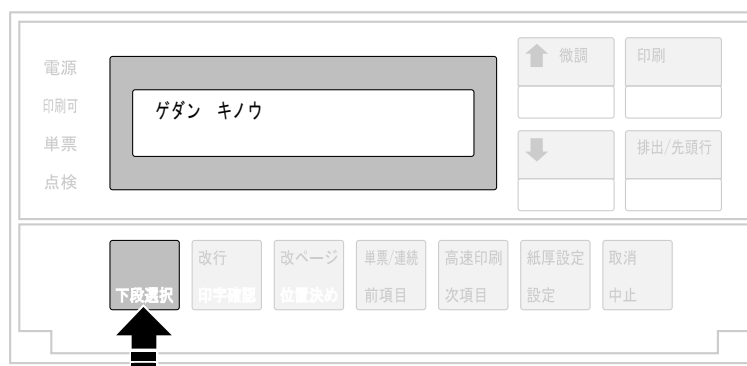 電源
印刷可
単票
点検
ゲダン キノウ
微調
印刷
排出/先頭行
下段選択
改行
印字確認
改ページ
位置決め
単票/連続
前項目
高速印刷
次項目
紙厚設定
設定
取消
中止